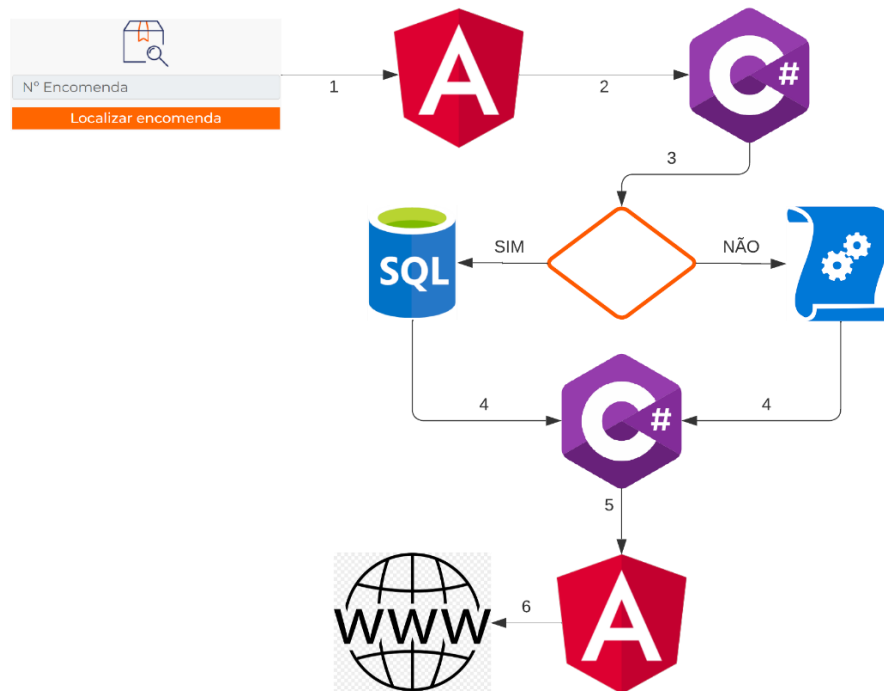 Nº Encomenda
Localizar encomenda
1
A
2
C#
3
SIM
NÃO
SQL
4
4
C#
5
6
WWW
A